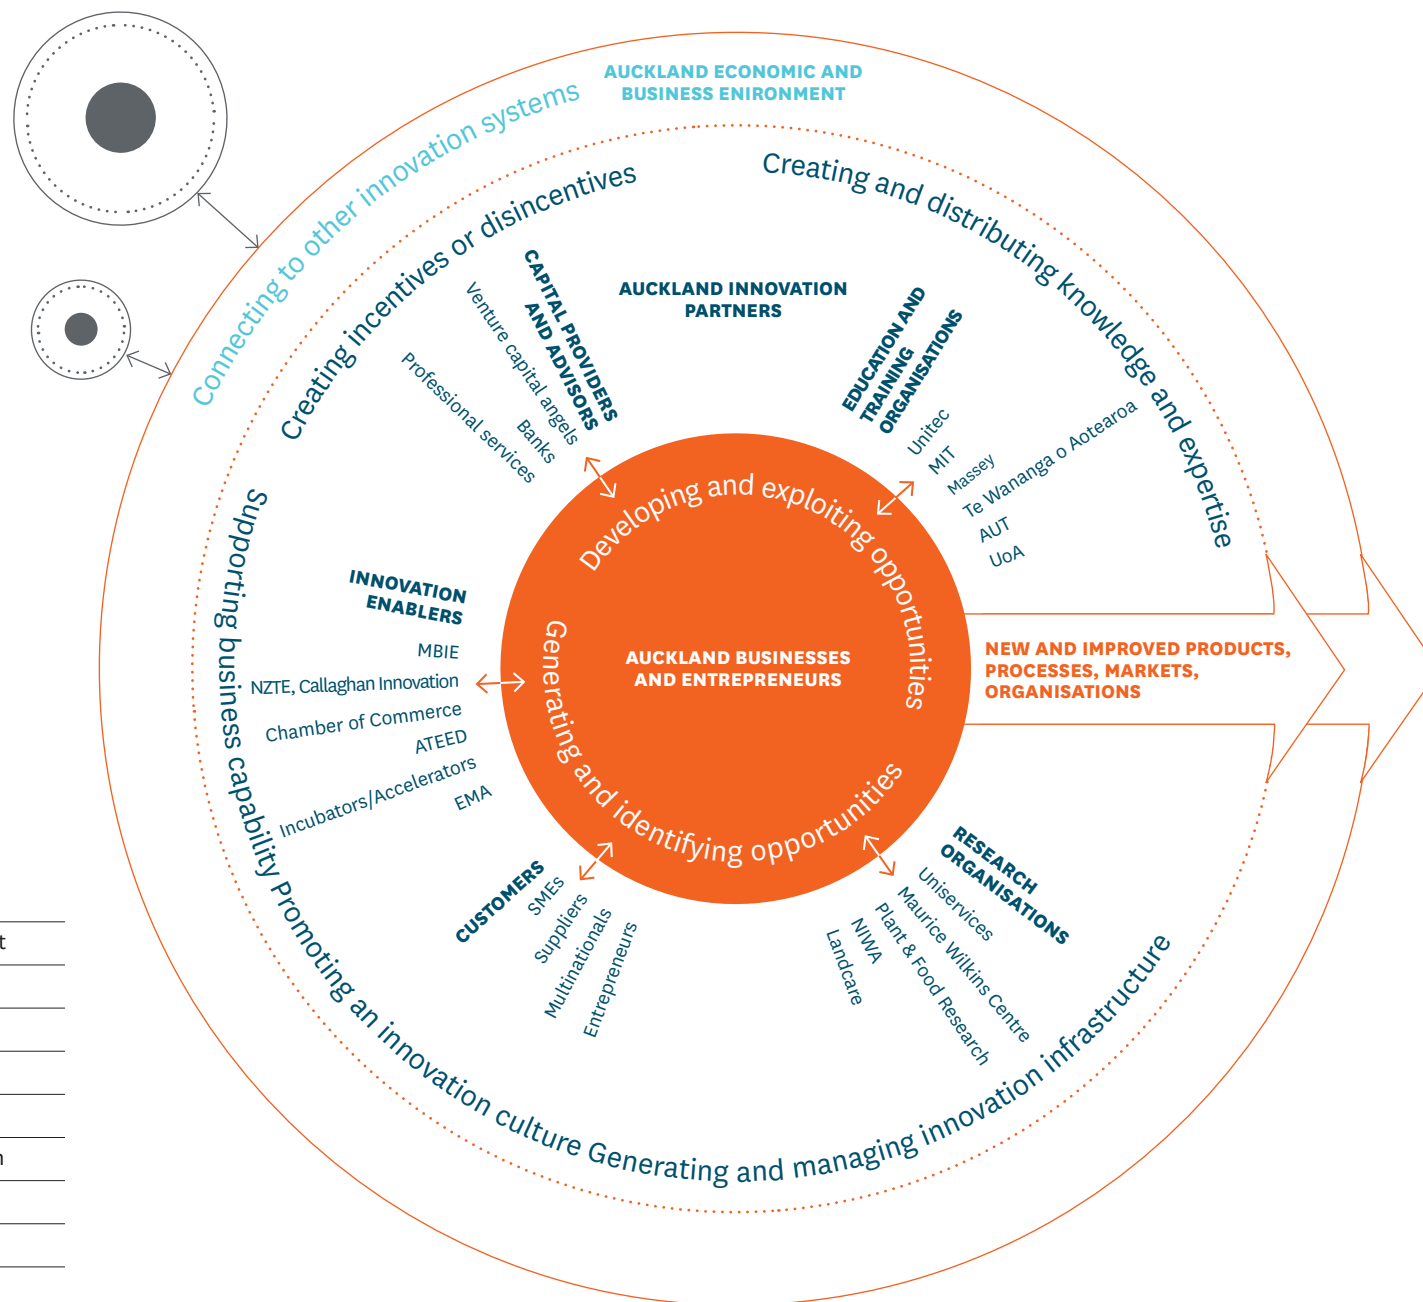 AUCKLAND ECONOMIC AND
BUSINESS ENIRONMENT
Connecting to other innovation systems
Creating incentives or disincentives
Creating and distributing knowledge and expertise
CAPITAL PROVIDERS
AND ADVISORS
Venture capital angels
Banks
Professional services
AUCKLAND INNOVATION
PARTNERS
EDUCATION AND
TRAINING
ORGANISATIONS
Unitec
MIT
Massey
Te Wananga o Aotearoa
AUT
UoA
Supporting business capability
INNOVATION
ENABLERS
MBIE
NZTE, Callaghan Innovation
Chamber of Commerce
ATEED
Incubators/Accelerators
EMA
Developing and exploiting opportunities
AUCKLAND BUSINESSES
AND ENTREPRENEURS
Generating and identifying opportunities
NEW AND IMPROVED PRODUCTS,
PROCESSES, MARKETS,
ORGANISATIONS
CUSTOMERS
SMEs
Suppliers
Multinationals
Entrepreneurs
RESEARCH
ORGANISATIONS
Uniservices
Maurice Wilkins Centre
Plant & Food Research
NIWA
Landcare
Promoting an innovation culture
Generating and managing innovation infrastructure
t